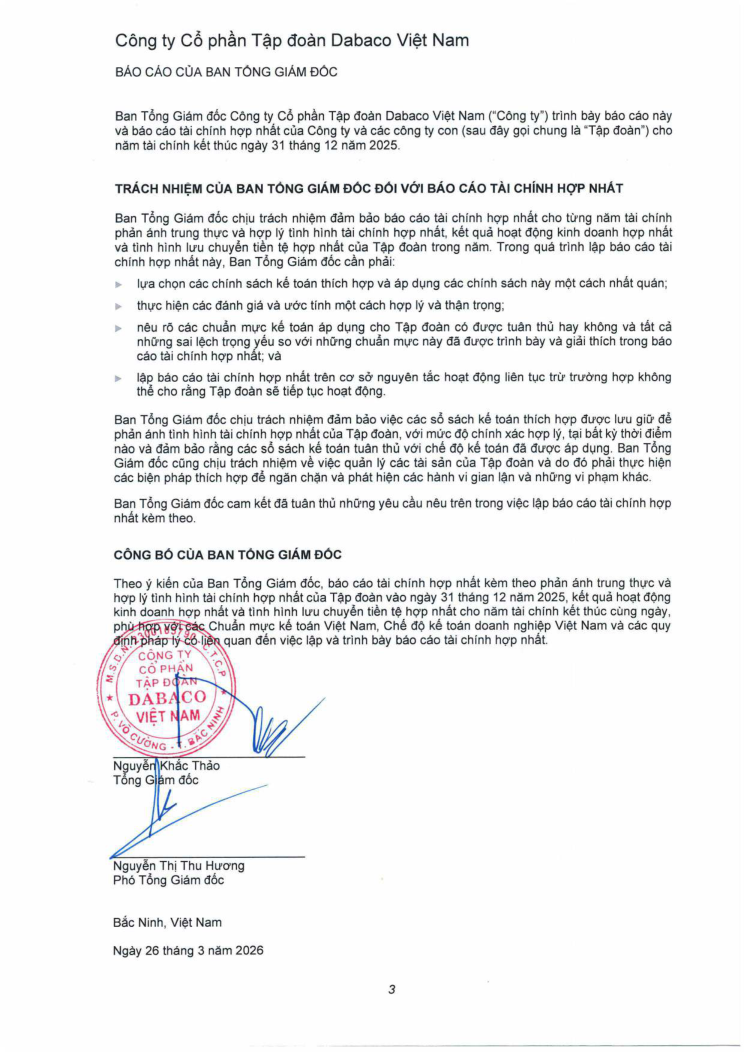 Công ty Cổ phần Tập đoàn Dabaco Việt Nam
BÁO CÁO CỦA BAN TỔNG GIÁM ĐỐC
Ban Tổng Giám đốc Công ty Cổ phần Tập đoàn Dabaco Việt Nam (“Công ty”) trình bày báo cáo này
và báo cáo tài chính hợp nhất của Công ty và các công ty con (sau đây gọi chung là “Tập đoàn”) cho
năm tài chính kết thúc ngày 31 tháng 12 năm 2025.
TRÁCH NHIỆM CỦA BAN TỔNG GIÁM ĐỐC ĐỐI VỚI BÁO CÁO TÀI CHÍNH HỢP NHẤT
Ban Tổng Giám đốc chịu trách nhiệm đảm bảo báo cáo tài chính hợp nhất cho từng năm tài chính
phản ánh trung thực và hợp lý tình hình tài chính hợp nhất, kết quả hoạt động kinh doanh hợp nhất
và tình hình lưu chuyển tiền tệ hợp nhất của Tập đoàn trong năm. Trong quá trình lập báo cáo tài
chính hợp nhất này, Ban Tổng Giám đốc cần phải:
lựa chọn các chính sách kế toán thích hợp và áp dụng các chính sách này một cách nhất quán;
thực hiện các đánh giá và ước tính một cách hợp lý và thận trọng;
nêu rõ các chuẩn mực kế toán áp dụng cho Tập đoàn có được tuân thủ hay không và tất cả
những sai lệch trọng yếu so với những chuẩn mực này đã được trình bày và giải thích trong báo
cáo tài chính hợp nhất; và
lập báo cáo tài chính hợp nhất trên cơ sở nguyên tắc hoạt động liên tục trừ trường hợp không
thể cho rằng Tập đoàn sẽ tiếp tục hoạt động.
Ban Tổng Giám đốc chịu trách nhiệm đảm bảo việc các sổ sách kế toán thích hợp được lưu giữ để
phản ánh tình hình tài chính hợp nhất của Tập đoàn, với mức độ chính xác hợp lý, tại bất kỳ thời điểm
nào và đảm bảo rằng các sổ sách kế toán tuân thủ với chế độ kế toán đã được áp dụng. Ban Tổng
Giám đốc cũng chịu trách nhiệm về việc quản lý các tài sản của Tập đoàn và do đó phải thực hiện
các biện pháp thích hợp để ngăn chặn và phát hiện các hành vi gian lận và những vi phạm khác.
Ban Tổng Giám đốc cam kết đã tuân thủ những yêu cầu nêu trên trong việc lập báo cáo tài chính hợp
nhất kèm theo.
CÔNG BỐ CỦA BAN TỔNG GIÁM ĐỐC
Theo ý kiến của Ban Tổng Giám đốc, báo cáo tài chính hợp nhất kèm theo phản ánh trung thực và
hợp lý tình hình tài chính hợp nhất của Tập đoàn vào ngày 31 tháng 12 năm 2025, kết quả hoạt động
kinh doanh hợp nhất và tình hình lưu chuyển tiền tệ hợp nhất cho năm tài chính kết thúc cùng ngày,
phù hợp với các Chuẩn mực kế toán Việt Nam, Chế độ kế toán doanh nghiệp Việt Nam và các quy
định pháp lý có liên quan đến việc lập và trình bày báo cáo tài chính hợp nhất.
CÔNG TY
CỔ PHẦN
TẬP ĐOÀN
DABACO
VIỆT NAM
P. VÕ CƯỜNG - T. BẮC NINH
Nguyễn Khắc Thảo
Tổng Giám đốc
Nguyễn Thị Thu Hương
Phó Tổng Giám đốc
Bắc Ninh, Việt Nam
Ngày 26 tháng 3 năm 2026
3